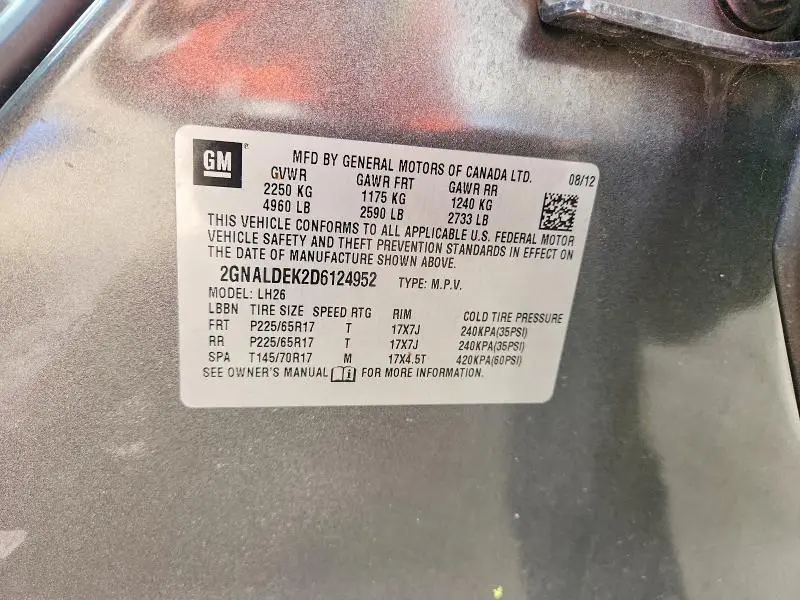 GM
MFD BY GENERAL MOTORS OF CANADA LTD. 08/12
GVWR GAWR FRT GAWR RR
2250 KG 1175 KG 1240 KG
4960 LB 2590 LB 2733 LB
THIS VEHICLE CONFORMS TO ALL APPLICABLE U.S. FEDERAL MOTOR
VEHICLE SAFETY AND THEFT PREVENTION STANDARDS IN EFFECT ON
THE DATE OF MANUFACTURE SHOWN ABOVE.
2GNALDEK2D6124952 TYPE: M.P.V.
MODEL: LH26
LBBN TIRE SIZE SPEED RTG RIM COLD TIRE PRESSURE
FRT P225/65R17 T 17X7J 240KPA(35PSI)
RR P225/65R17 T 17X7J 240KPA(35PSI)
SPA T145/70R17 M 17X4.5T 420KPA(60PSI)
SEE OWNER'S MANUAL FOR MORE INFORMATION.